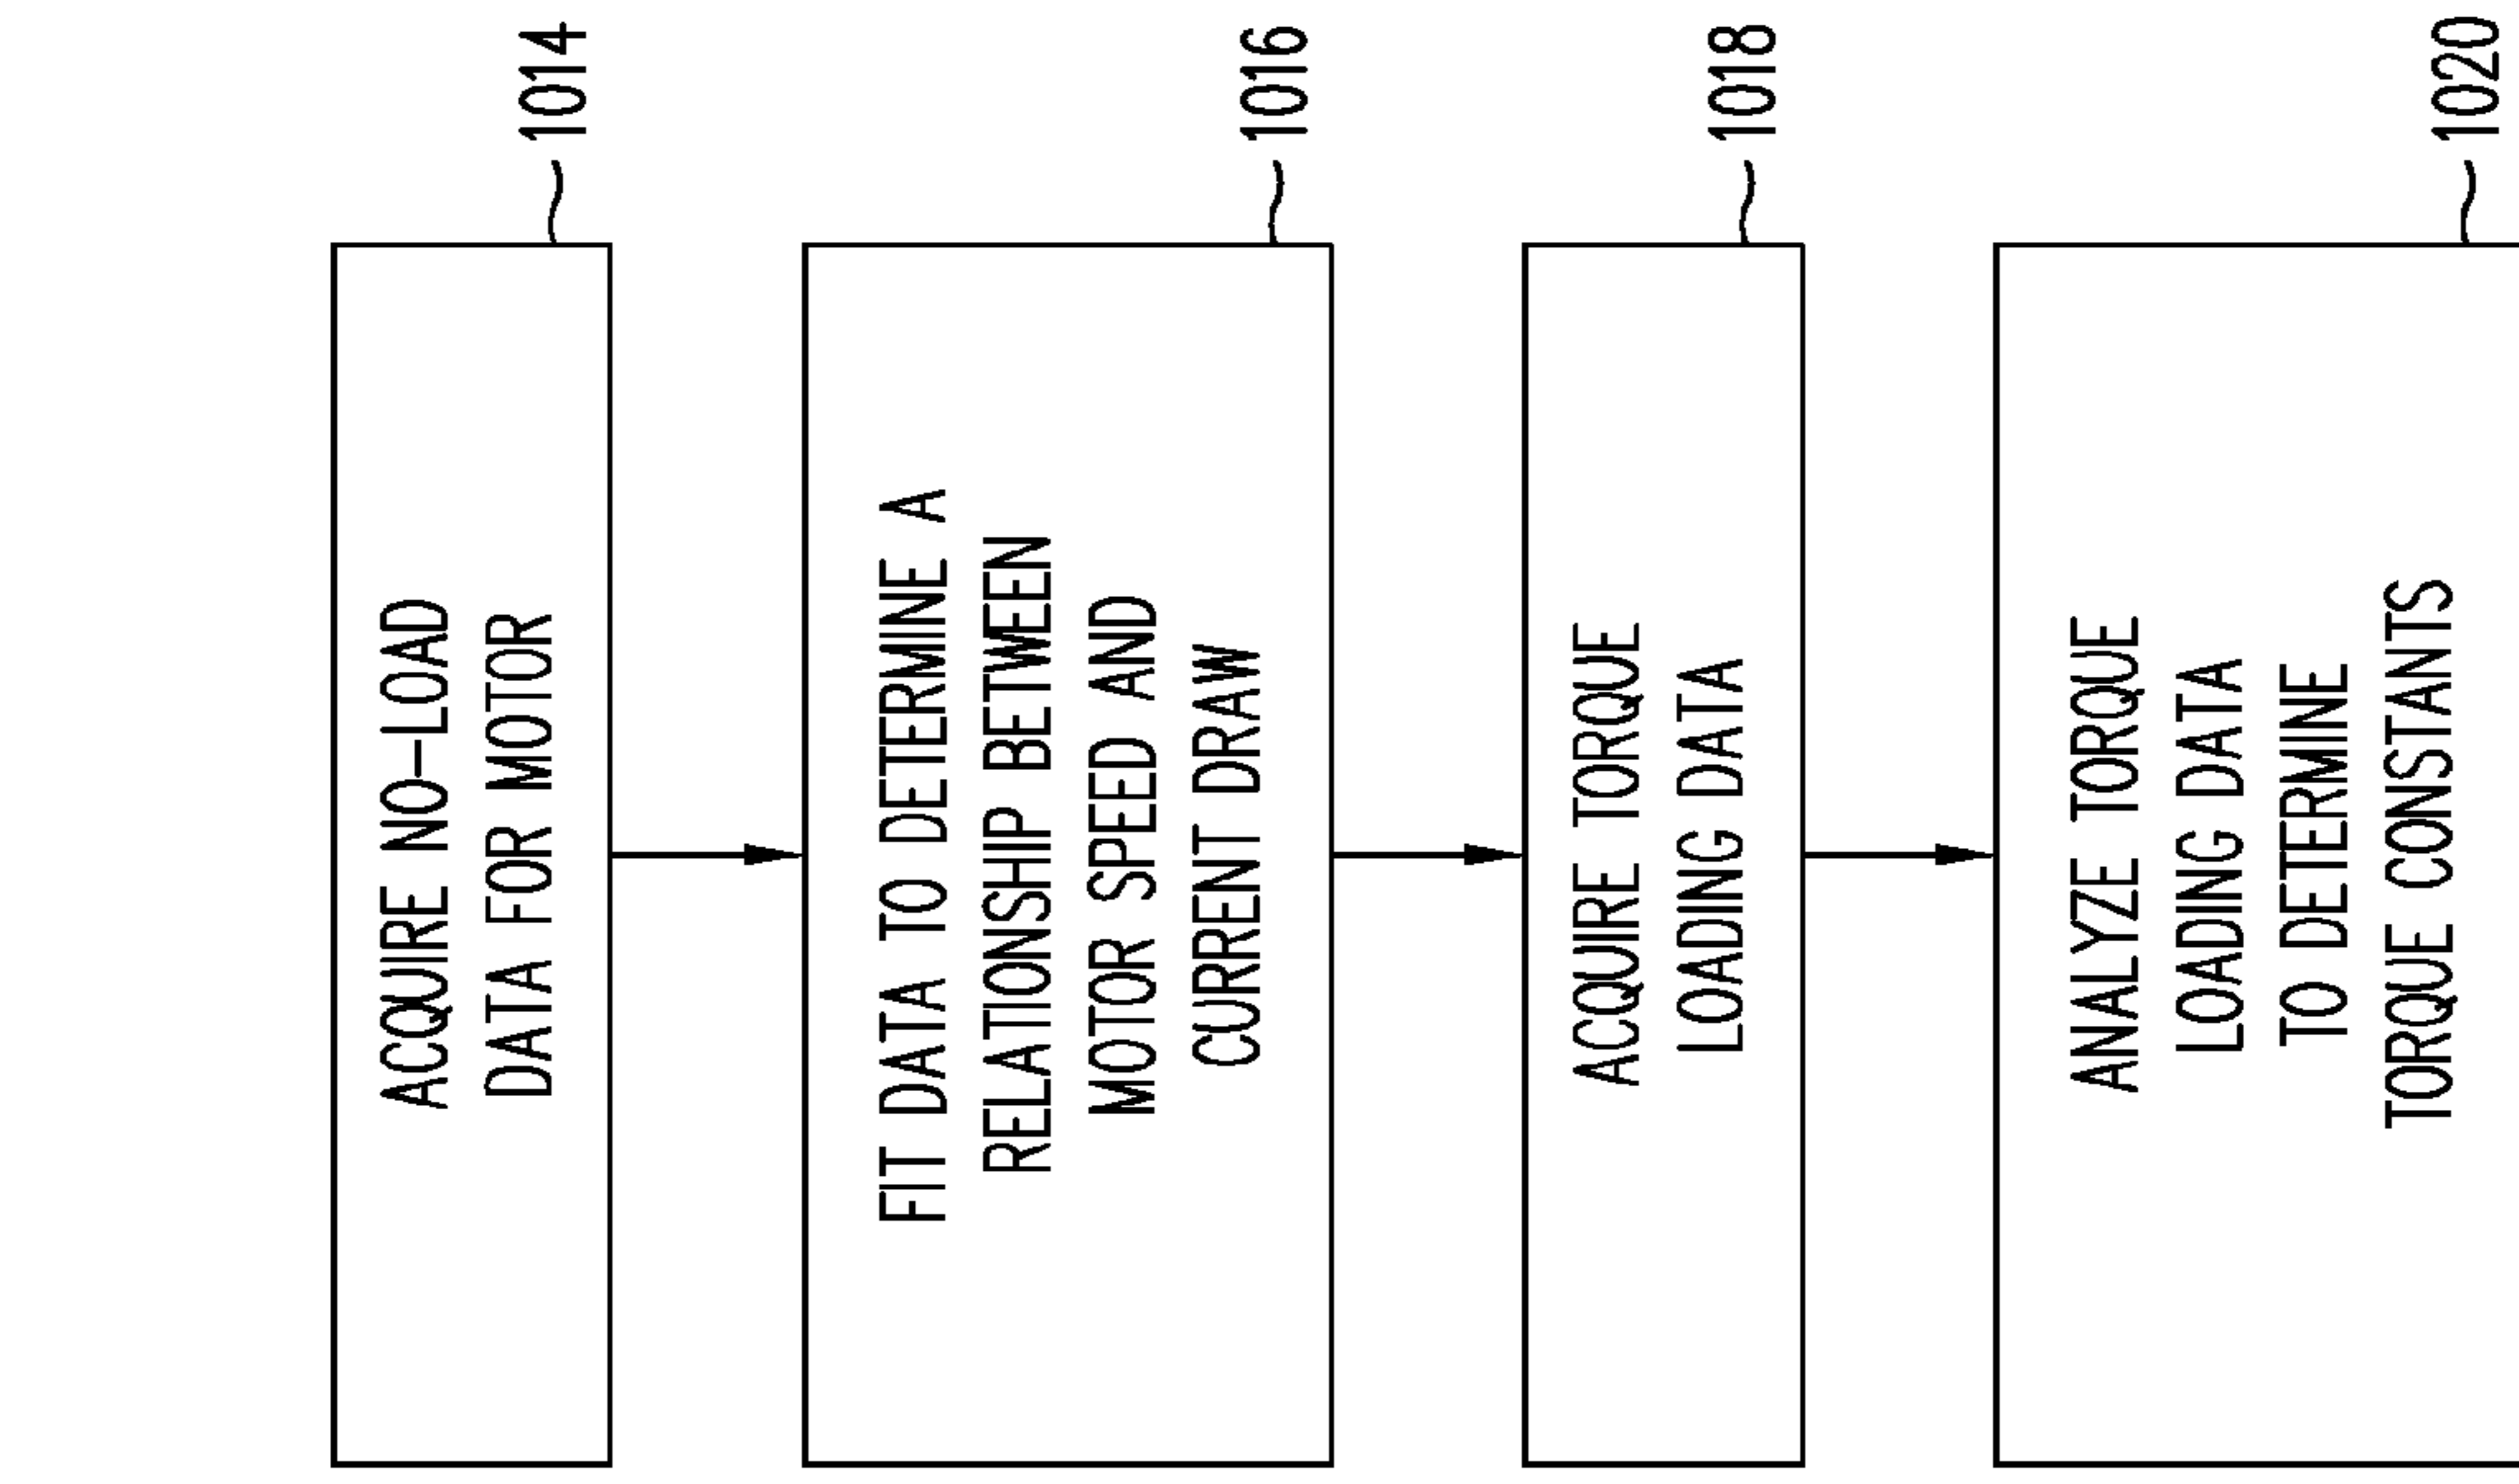 ACQUIRE NO-LOAD
DATA FOR MOTOR
1014
FIT DATA TO DETERMINE A
RELATIONSHIP BETWEEN
MOTOR SPEED AND
CURRENT DRAW
1016
ACQUIRE TORQUE
LOADING DATA
1018
ANALYZE TORQUE
LOADING DATA
TO DETERMINE
TORQUE CONSTANTS
1020